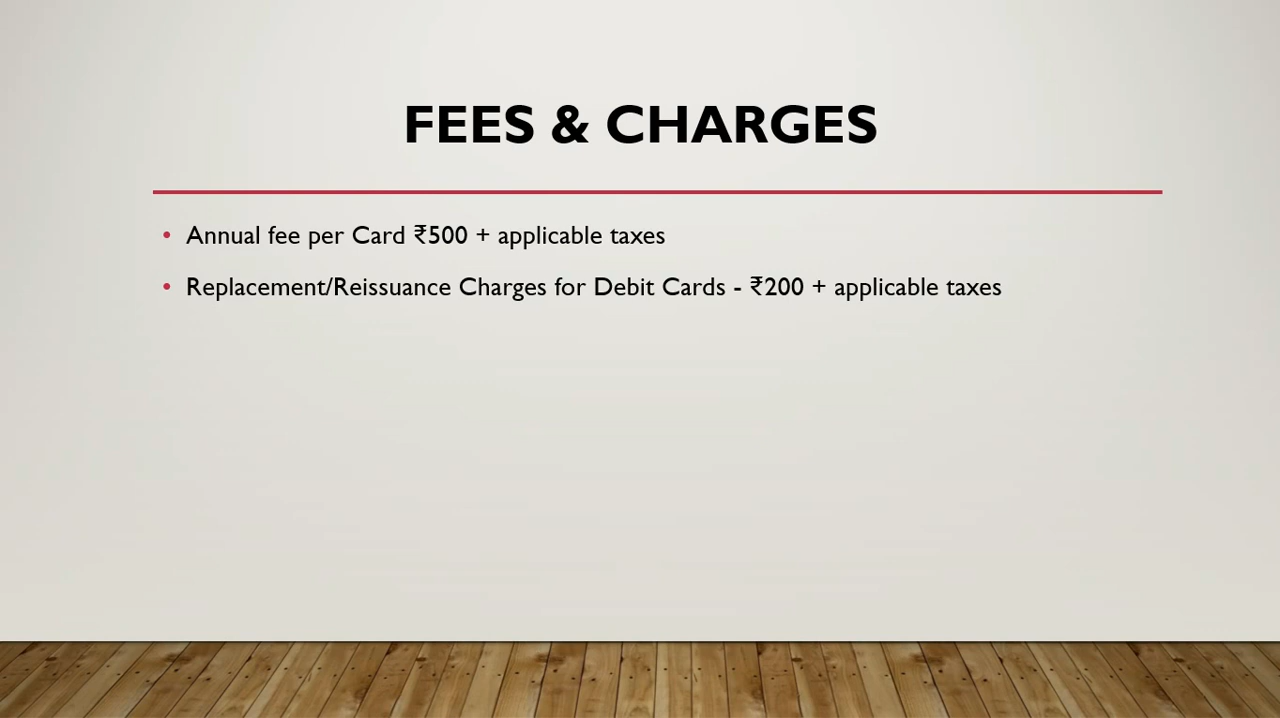 FEES & CHARGES
• Annual fee per Card ₹500 + applicable taxes
• Replacement/Reissuance Charges for Debit Cards - ₹200 + applicable taxes